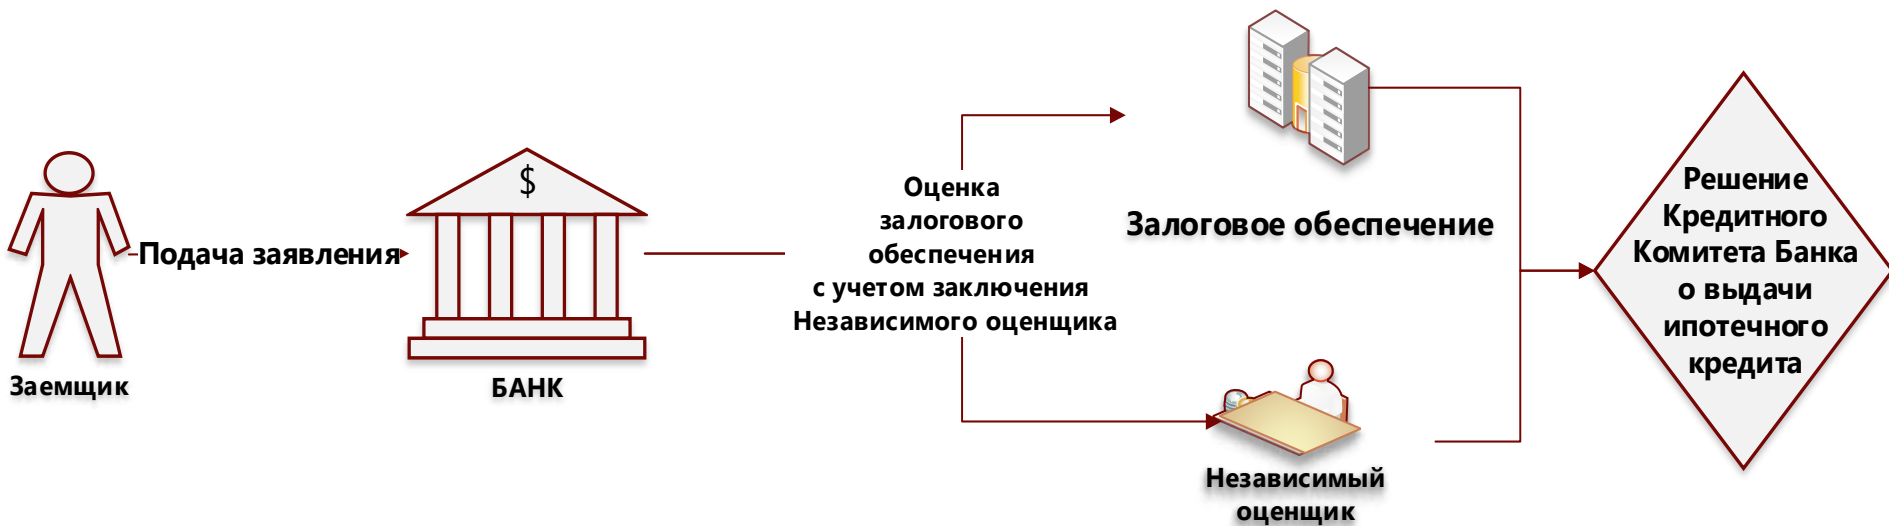 Заемщик
Подача заявления
$
БАНК
Оценка
залогового
обеспечения
с учетом заключения
Независимого оценщика
Залоговое обеспечение
Независимый
оценщик
Решение
Кредитного
Комитета Банка
о выдачи
ипотечного
кредита